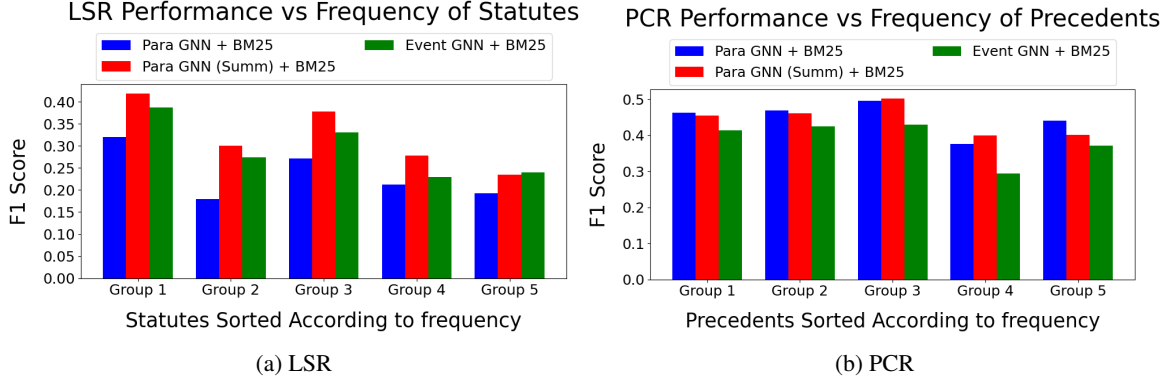 LSR Performance vs Frequency of Statutes
Para GNN + BM25
Event GNN + BM25
Para GNN (Summ) + BM25
F1 Score
0.40
0.35
0.30
0.25
0.20
0.15
0.10
0.05
0.00
Group 1
Group 2
Group 3
Group 4
Group 5
Statutes Sorted According to frequency
(a) LSR
PCR Performance vs Frequency of Precedents
Para GNN + BM25
Event GNN + BM25
Para GNN (Summ) + BM25
F1 Score
0.5
0.4
0.3
0.2
0.1
0.0
Group 1
Group 2
Group 3
Group 4
Group 5
Precedents Sorted According to frequency
(b) PCR